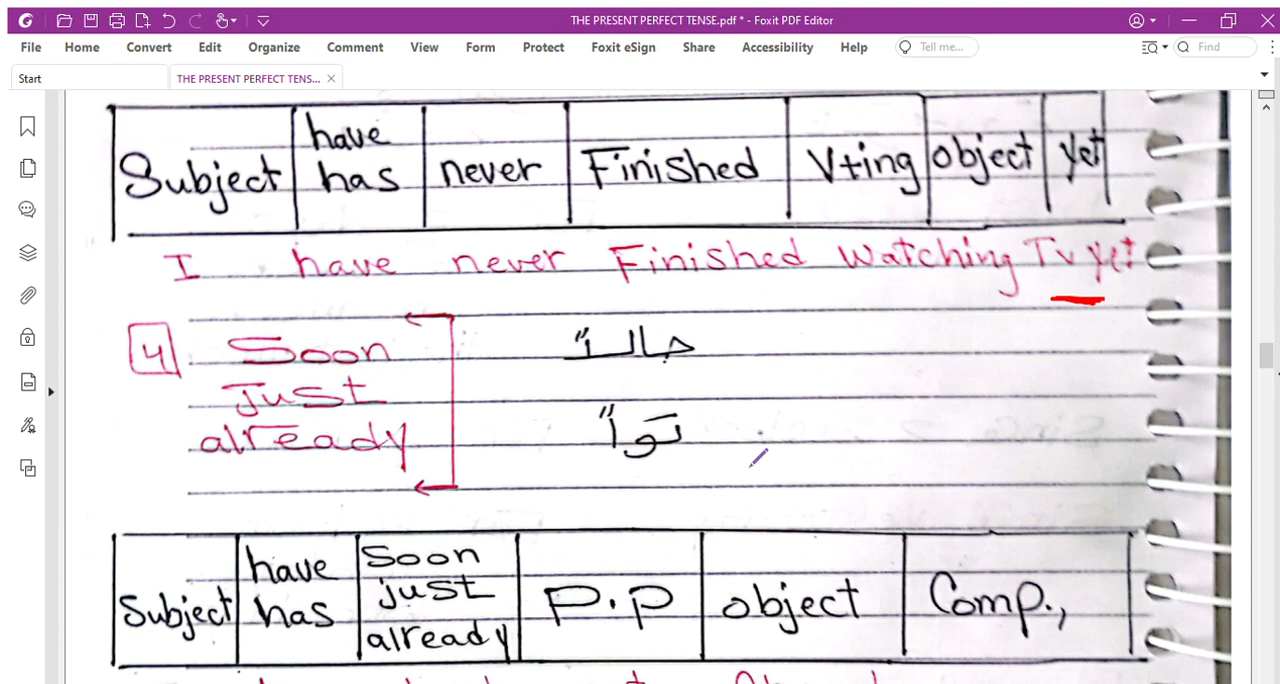 THE PRESENT PERFECT TENSE.pdf * - Foxit PDF Editor
File Home Convert Edit Organize Comment View Form Protect Foxit eSign Share Accessibility Help Tell me... Find
Start THE PRESENT PERFECT TENS...
Subject have has never Finished V+ing object yet
I have never Finished watching Tv yet
4 Soon حالاً
just
already تَواً
Subject have has Soon just already P.P object Comp.,